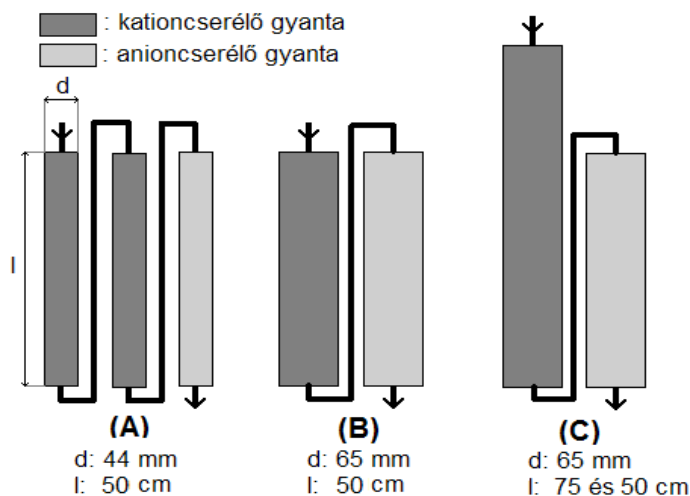 : kationcserélő gyanta
: anioncserélő gyanta
d
l
(A)
d: 44 mm
l: 50 cm
(B)
d: 65 mm
l: 50 cm
(C)
d: 65 mm
l: 75 és 50 cm